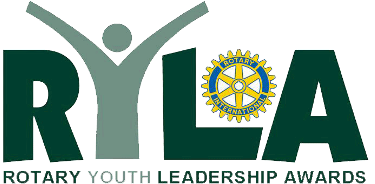 RYLA
ROTARY
INTERNATIONAL
ROTARY YOUTH LEADERSHIP AWARDS